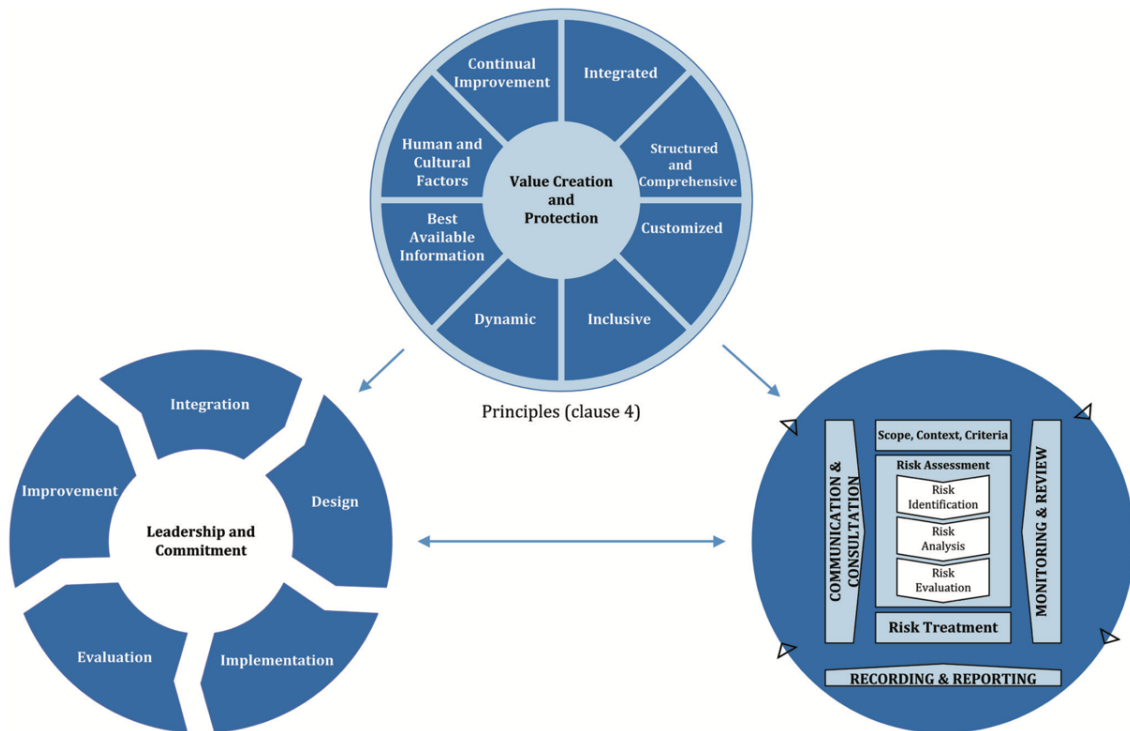 Continual
Improvement
Integrated
Human and
Cultural
Factors
Structured
and
Comprehensive
Value Creation
and
Protection
Best
Available
Information
Customized
Dynamic
Inclusive
Principles (clause 4)
Integration
Improvement
Design
Leadership and
Commitment
Evaluation
Implementation
Scope, Context, Criteria
Risk Assessment
Risk
Identification
Risk
Analysis
Risk
Evaluation
Risk Treatment
COMMUNICATION &
CONSULTATION
MONITORING & REVIEW
RECORDING & REPORTING